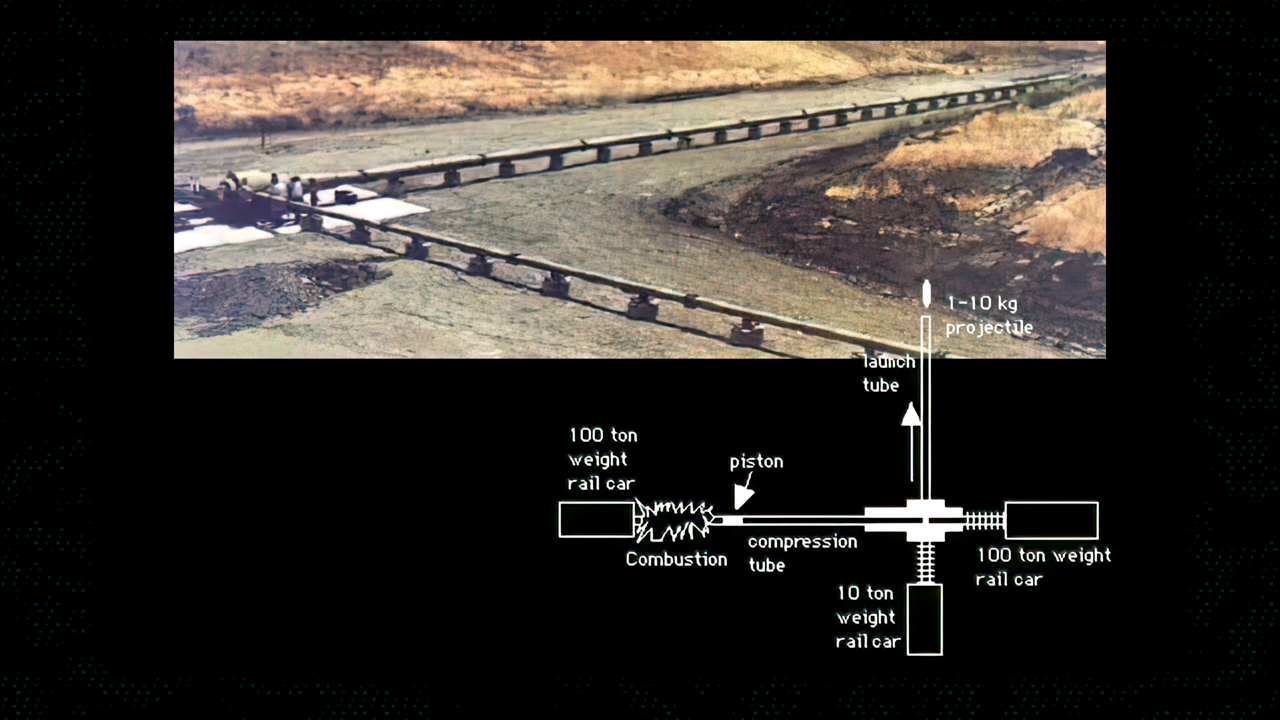 1-10 kg
projectile
launch
tube
100 ton
weight
rail car
piston
Combustion
compression
tube
100 ton weight
rail car
10 ton
weight
rail car